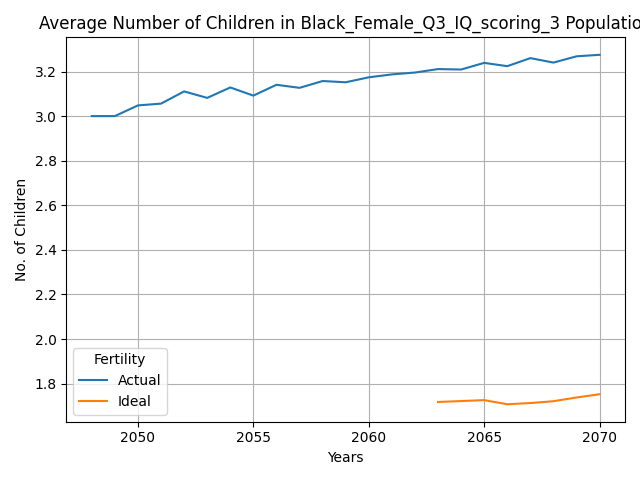 Average Number of Children in Black_Female_Q3_IQ_scoring_3 Populatio
3.2
3.0
2.8
2.6
2.4
2.2
2.0
1.8
No. of Children
Fertility
Actual
Ideal
2050 2055 2060 2065 2070
Years